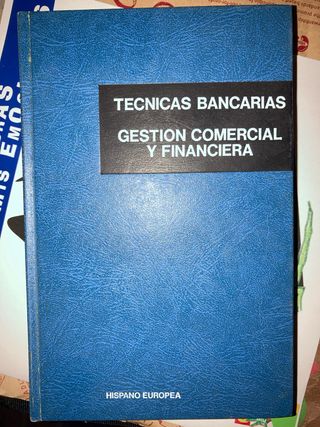 TECNICAS BANCARIAS
GESTION COMERCIAL
Y FINANCIERA
HISPANO EUROPEA